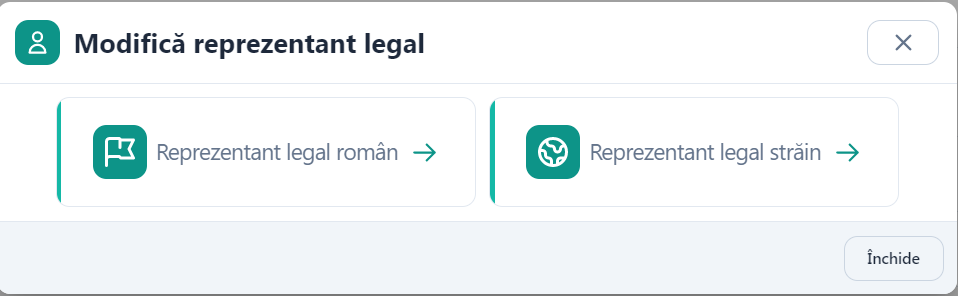 Modifică reprezentant legal
Reprezentant legal român
Reprezentant legal străin
Închide